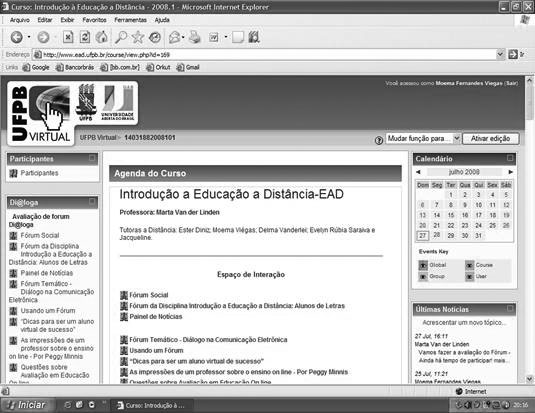 Curso: Introdução à Educação a Distância - 2008.1 - Microsoft Internet Explorer
Arquivo Editar Exibir Favoritos Ferramentas Ajuda
Endereço http://www.ead.ufpb.br/course/view.php?id=169 Ir
Links Google Bancorbrás [bb.com.br] Orkut Gmail
Você acessou como Moema Fernandes Viegas (Sair)
UFPB VIRTUAL
UFPB
UNIVERSIDADE ABERTA DO BRASIL
UFPB Virtual 14031882008101
Mudar função para... Ativar edição
Participantes
Participantes
Di@loga
Avaliação de forum
Di@loga
Fórum Social
Fórum da Disciplina
Introdução a Educação a
Distância: Alunos de Letras
Painel de Notícias
Fórum Temático -
Diálogo na Comunicação
Eletrônica
Usando um Fórum
"Dicas para ser um aluno
virtual de sucesso"
As impressões de um
professor sobre o ensino
on line - Por Peggy Minnis
Questões sobre
Avaliação em Educação
Agenda do Curso
Introdução a Educação a Distância-EAD
Professora: Marta Van der Linden
Tutoras a Distância: Ester Diniz; Moema Viégas; Delma Vanderlei; Evelyn Rúbia Saraiva e
Jacqueline.
Espaço de Interação
Fórum Social
Fórum da Disciplina Introdução a Educação a Distância: Alunos de Letras
Painel de Notícias
Fórum Temático - Diálogo na Comunicação Eletrônica
Usando um Fórum
"Dicas para ser um aluno virtual de sucesso"
As impressões de um professor sobre o ensino on line - Por Peggy Minnis
Questões sobre Avaliação em Educação On line
Calendário
julho 2008
Dom Seg Ter Qua Qui Sex Sáb
1 2 3 4 5
6 7 8 9 10 11 12
13 14 15 16 17 18 19
20 21 22 23 24 25 26
27 28 29 30 31
Events Key
Global Course
Group User
Últimas Notícias
Acrescentar um novo tópico...
27 Jul, 16:11
Marta Van der Linden
Vamos fazer a avaliação do Fórum -
Ainda há tempo de participar! mais...
25 Jul, 11:21
Moema Fernandes Viegas
Internet
Iniciar Curso: Introdução à ... 20:16